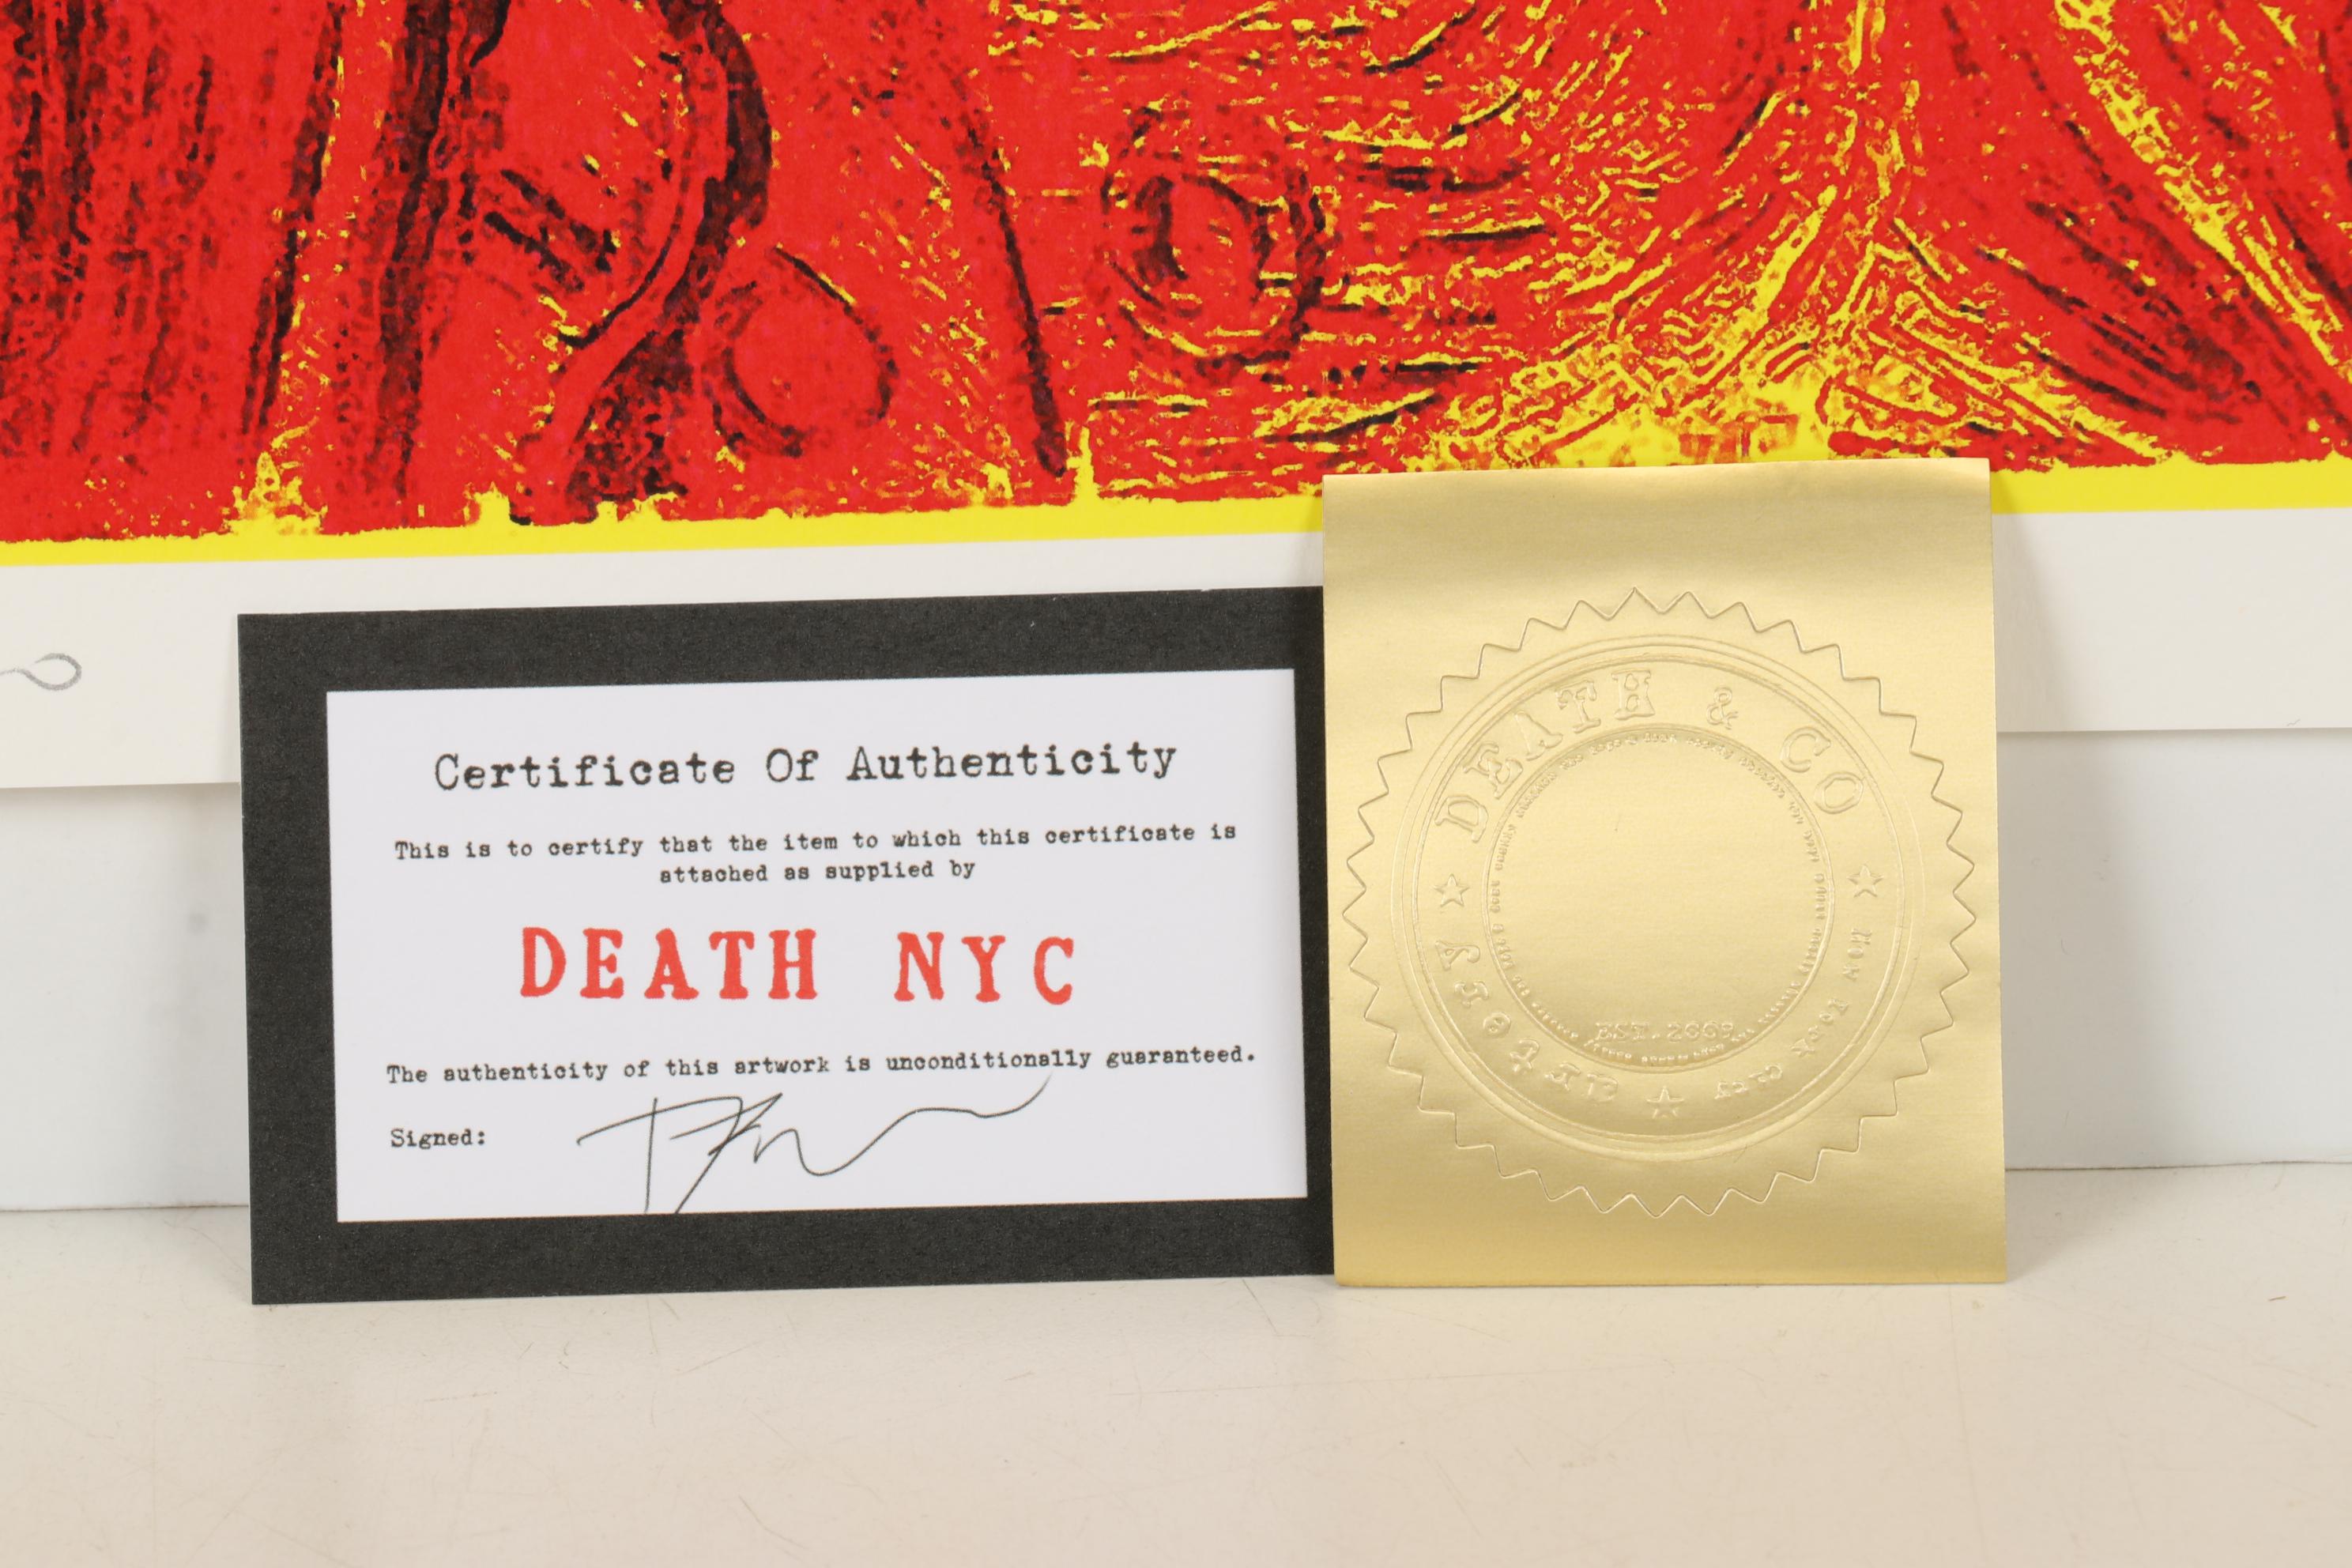 Certificate Of Authenticity
This is to certify that the item to which this certificate is
attached as supplied by
DEATH NYC
The authenticity of this artwork is unconditionally guaranteed.
Signed:
DEATH & CO
EST. 2009